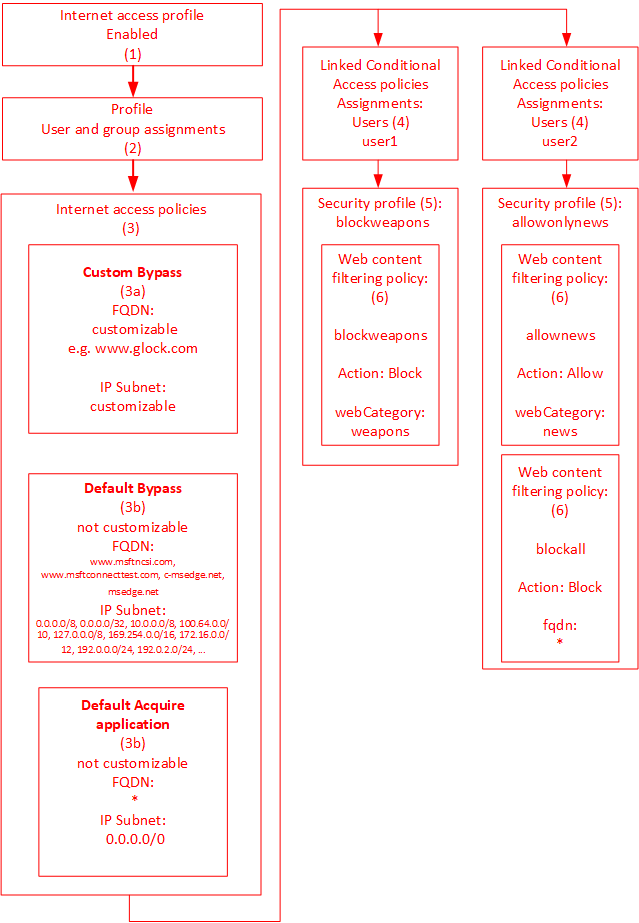 Internet access profile
Enabled
(1)
Profile
User and group assignments
(2)
Internet access policies
(3)
Custom Bypass
(3a)
FQDN:
customizable
e.g. www.glock.com
IP Subnet:
customizable
Default Bypass
(3b)
not customizable
FQDN:
www.msftncsi.com,
www.msftconnecttest.com, c-msedge.net,
msedge.net
IP Subnet:
0.0.0.0/8, 0.0.0.0/32, 10.0.0.0/8, 100.64.0.0/
10, 127.0.0.0/8, 169.254.0.0/16, 172.16.0.0/
12, 192.0.0.0/24, 192.0.2.0/24, ...
Default Acquire
application
(3b)
not customizable
FQDN:
*
IP Subnet:
0.0.0.0/0
Linked Conditional
Access policies
Assignments:
Users (4)
user1
Security profile (5):
blockweapons
Web content
filtering policy:
(6)
blockweapons
Action: Block
webCategory:
weapons
Linked Conditional
Access policies
Assignments:
Users (4)
user2
Security profile (5):
allowonlynews
Web content
filtering policy:
(6)
allownews
Action: Allow
webCategory:
news
Web content
filtering policy:
(6)
blockall
Action: Block
fqdn:
*